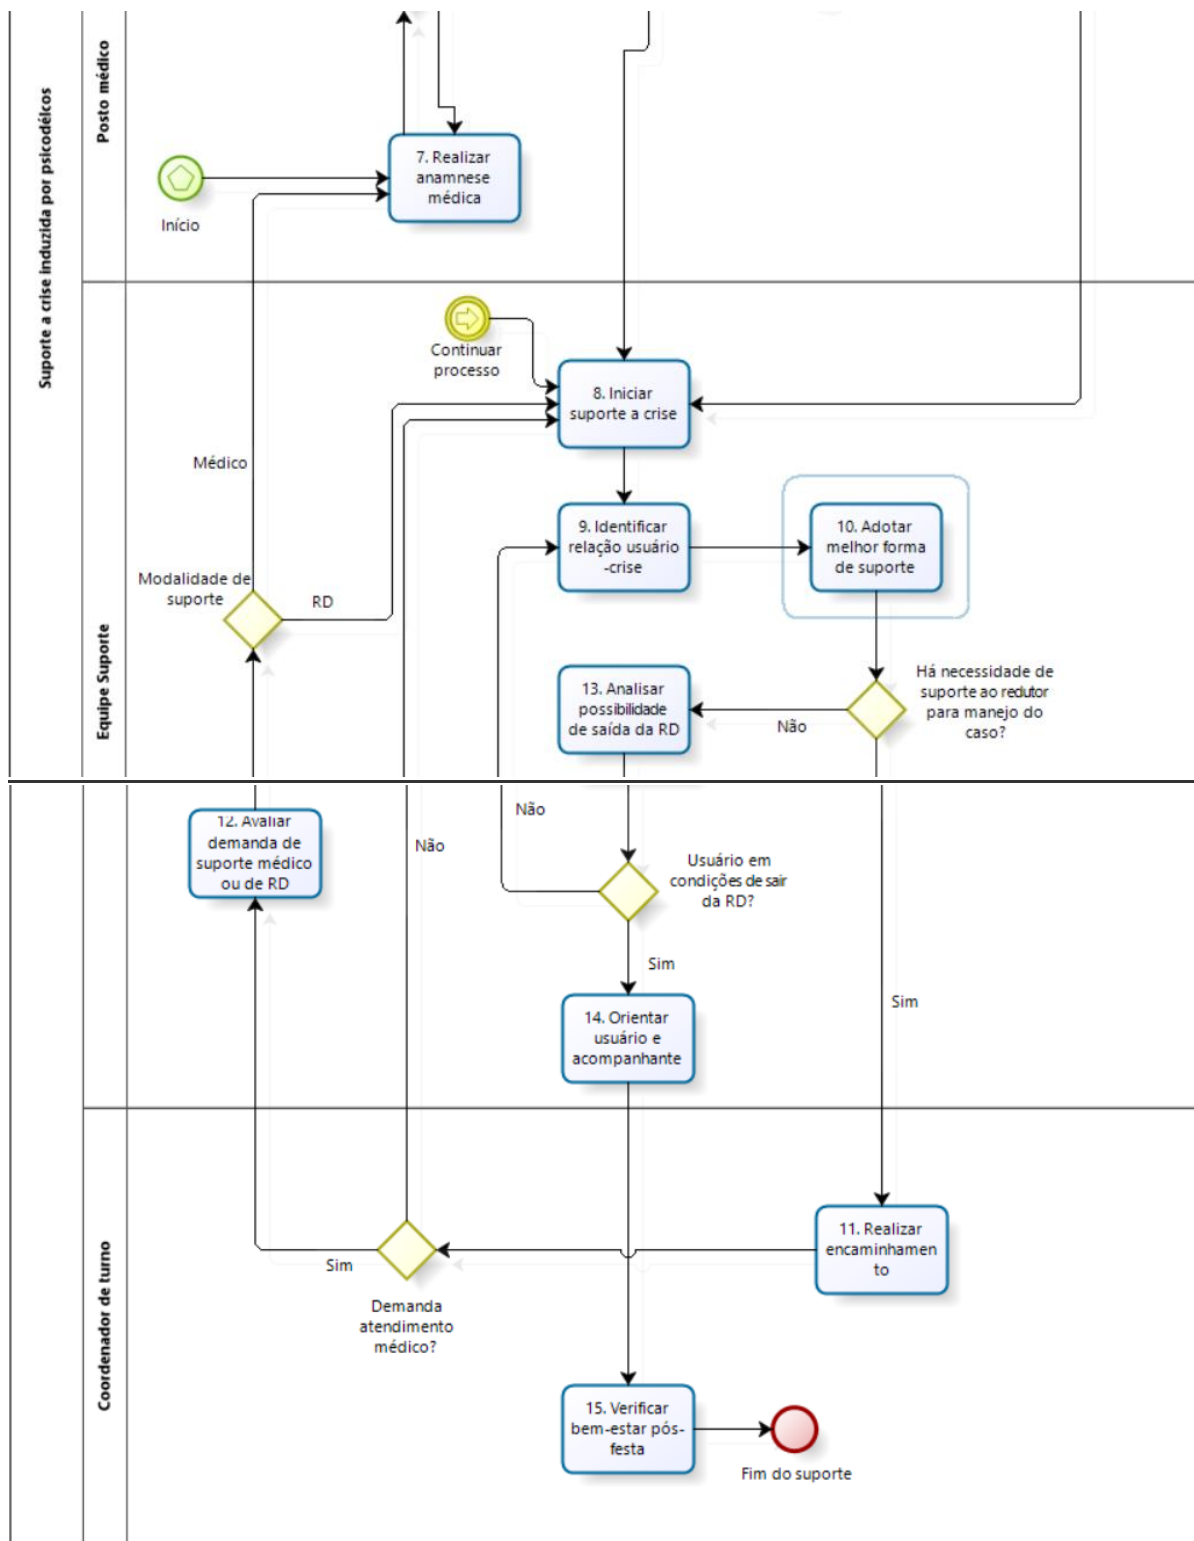 Suporte a crise induzida por psicodélcos
Posto médico
7. Realizar
anamnese
médica
Início
Equipe Suporte
Continuar
processo
8. Iniciar
suporte a crise
Médico
9. Identificar
relação usuário
-crise
10. Adotar
melhor forma
de suporte
Modalidade de
suporte
RD
13. Analisar
possibilidade
de saída da RD
Não
Há necessidade de
suporte ao redutor
para manejo do
caso?
12. Avaliar
demanda de
suporte médico
ou de RD
Não
Não
Usuário em
condições de sair
da RD?
Sim
Sim
14. Orientar
usuário e
acompanhante
Coordenador de turno
11. Realizar
encaminhamen
to
Sim
Demanda
atendimento
médico?
15. Verificar
bem-estar pós-
festa
Fim do suporte